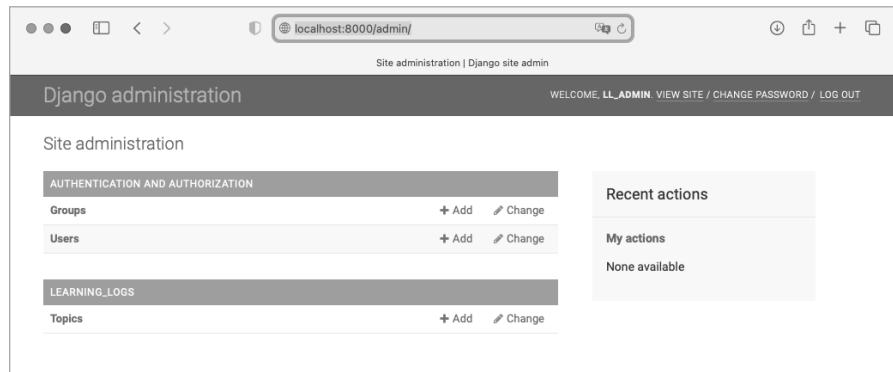 localhost:8000/admin/
Site administration | Django site admin
Django administration
WELCOME, LL_ADMIN. VIEW SITE / CHANGE PASSWORD / LOG OUT
Site administration
AUTHENTICATION AND AUTHORIZATION
Groups + Add Change
Users + Add Change
LEARNING_LOGS
Topics + Add Change
Recent actions
My actions
None available